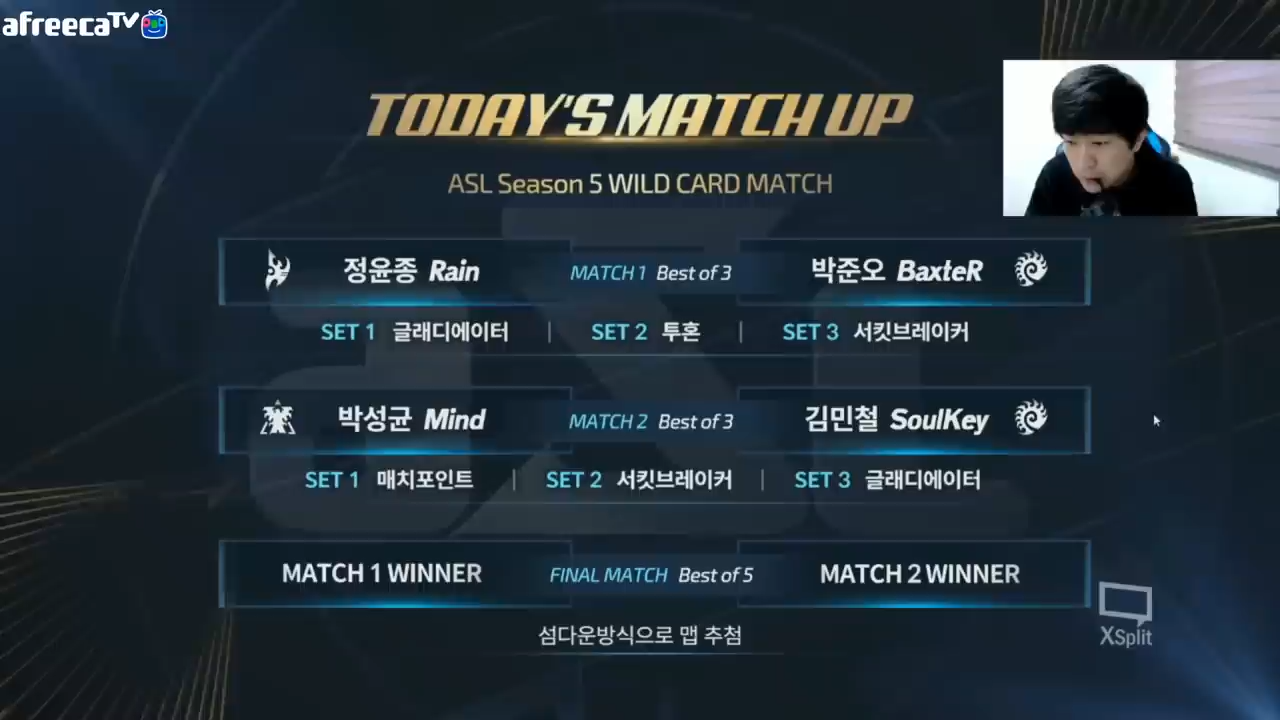 afreecaTV
TODAY'S MATCH UP
ASL Season 5 WILD CARD MATCH
정윤종 Rain MATCH 1 Best of 3 박준오 BaxteR
SET 1 글래디에이터 | SET 2 투혼 | SET 3 서킷브레이커
박성균 Mind MATCH 2 Best of 3 김민철 SoulKey
SET 1 매치포인트 | SET 2 서킷브레이커 | SET 3 글래디에이터
MATCH 1 WINNER FINAL MATCH Best of 5 MATCH 2 WINNER
섬다운방식으로 맵 추첨
XSplit